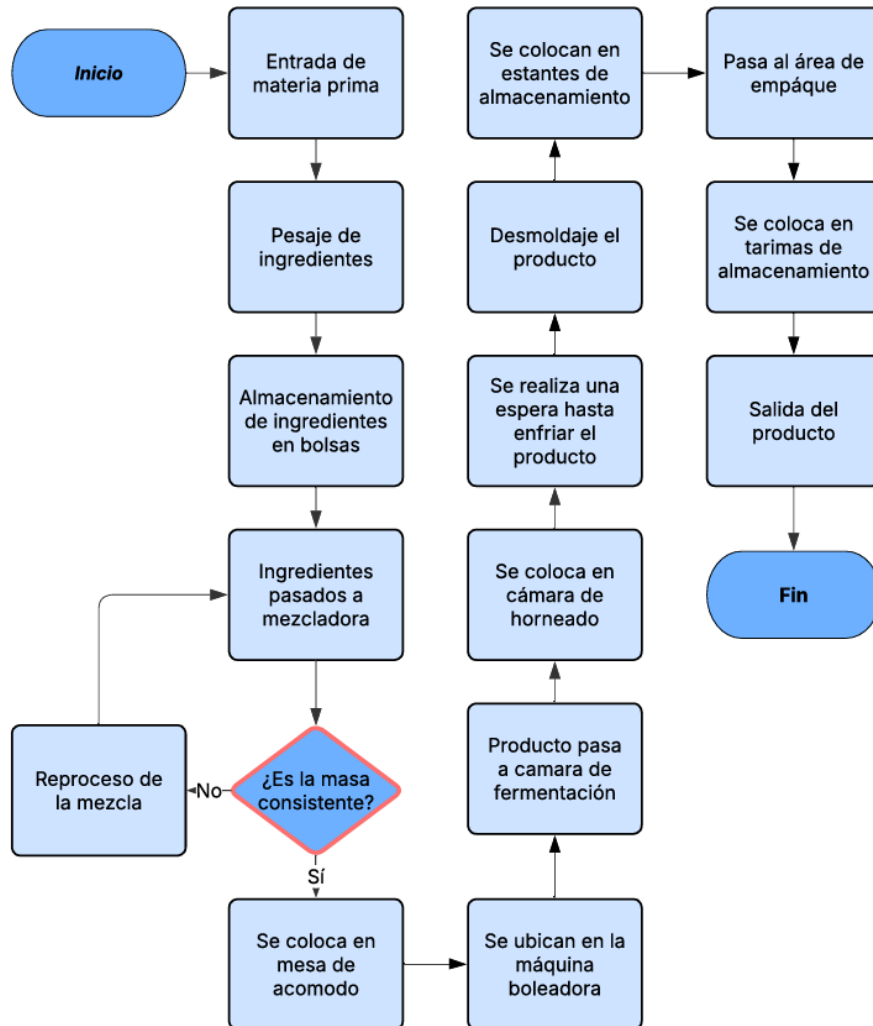 Inicio
Entrada de
materia prima
Pesaje de
ingredientes
Almacenamiento
de ingredientes
en bolsas
Ingredientes
pasados a
mezcladora
¿Es la masa
consistente?
No
Reproceso de
la mezcla
Sí
Se coloca en
mesa de
acomodo
Se ubican en la
máquina
boleadora
Producto pasa
a camara de
fermentación
Se coloca en
cámara de
horneado
Se realiza una
espera hasta
enfriar el
producto
Desmoldaje el
producto
Se colocan en
estantes de
almacenamiento
Pasa al área de
empáque
Se coloca en
tarimas de
almacenamiento
Salida del
producto
Fin